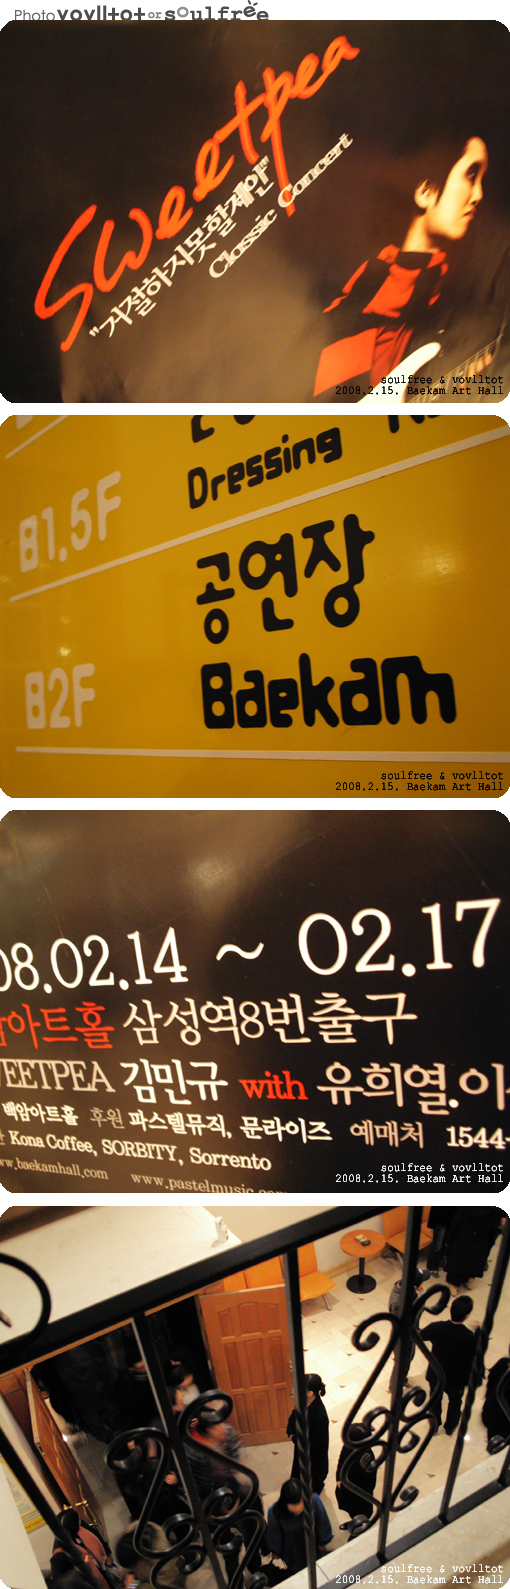 Photo vovlltot or soulfree
Sweetpea
"거절하지못할제안"
Classic Concert
soulfree & vovlltot
2008.2.15. Baekam Art Hall
Dressing
B1.5F
공연장
B2F
Baekam
soulfree & vovlltot
2008.2.15. Baekam Art Hall
08.02.14 ~ 02.17
아트홀 삼성역8번출구
WEETPEA 김민규 with 유희열.이
백암아트홀 후원 파스텔뮤직, 문라이즈 예매처 1544-
Kona Coffee, SORBITY, Sorrento
www.baekamhall.com www.pastelmusic.com
soulfree & vovlltot
2008.2.15. Baekam Art Hall
soulfree & vovlltot
2008.2.15. Baekam Art Hall